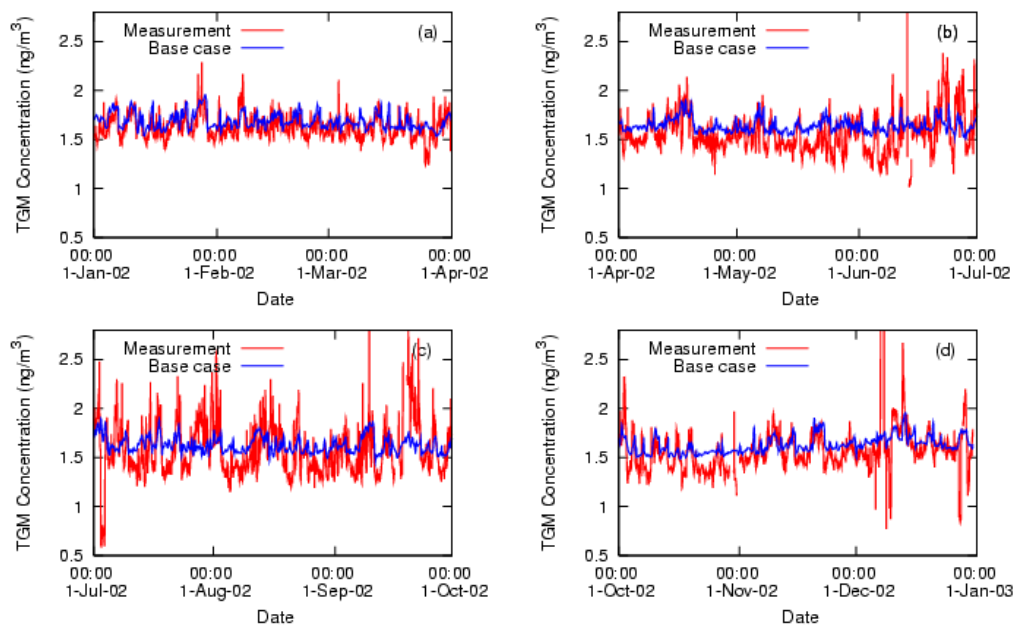 TGM Concentration (ng/m³)
2.5
2
1.5
1
0.5
Measurement
Base case
(a)
00:00 00:00 00:00 00:00
1-Jan-02 1-Feb-02 1-Mar-02 1-Apr-02
Date
TGM Concentration (ng/m³)
2.5
2
1.5
1
0.5
Measurement
Base case
(b)
00:00 00:00 00:00 00:00
1-Apr-02 1-May-02 1-Jun-02 1-Jul-02
Date
TGM Concentration (ng/m³)
2.5
2
1.5
1
0.5
Measurement
Base case
(c)
00:00 00:00 00:00 00:00
1-Jul-02 1-Aug-02 1-Sep-02 1-Oct-02
Date
TGM Concentration (ng/m³)
2.5
2
1.5
1
0.5
Measurement
Base case
(d)
00:00 00:00 00:00 00:00
1-Oct-02 1-Nov-02 1-Dec-02 1-Jan-03
Date